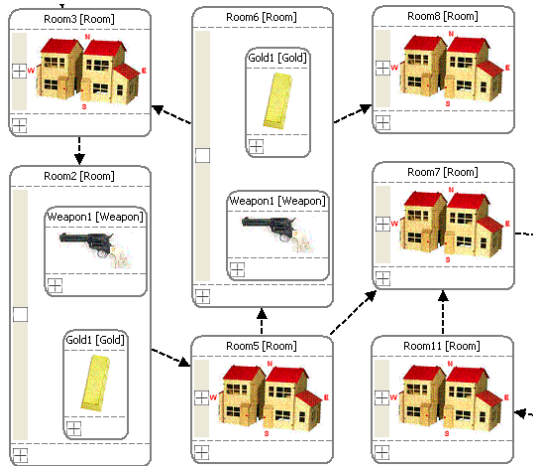 Room3 [Room]
N
W
E
S
Room6 [Room]
Gold1 [Gold]
Weapon1 [Weapon]
Room8 [Room]
N
W
E
S
Room2 [Room]
Weapon1 [Weapon]
Gold1 [Gold]
Room7 [Room]
N
W
E
S
Room5 [Room]
N
W
E
S
Room11 [Room]
N
W
E
S